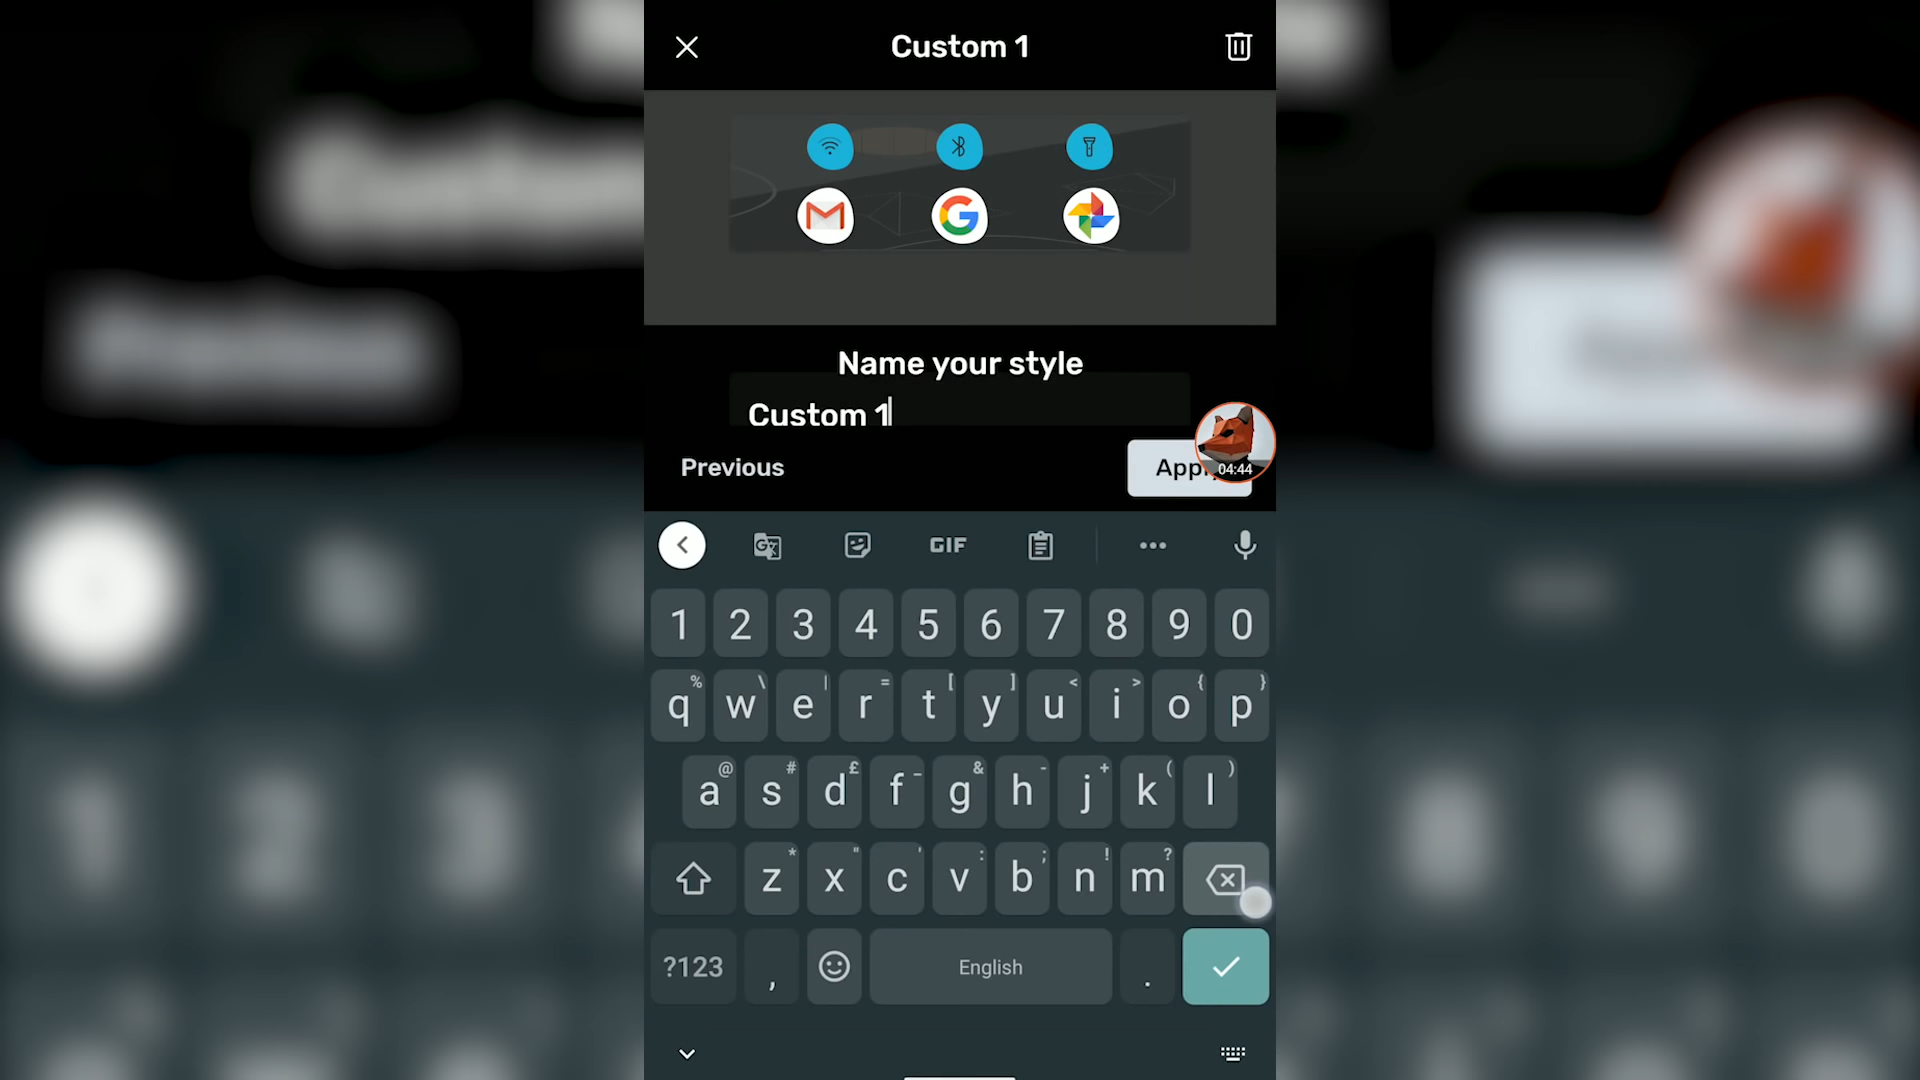 Custom 1
Name your style
Custom 1
Previous
App
04:44
GIF
1 2 3 4 5 6 7 8 9 0
% \ | = [ ] < > { }
q w e r t y u i o p
@ # £ _ & - + ( )
a s d f g h j k l
* " ' : ; ! ?
z x c v b n m
?123 , English .